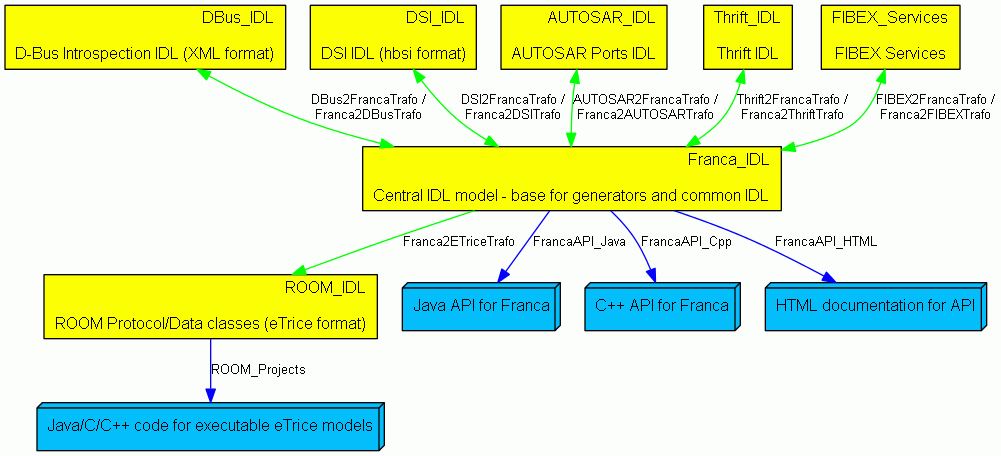 DBus_IDL
D-Bus Introspection IDL (XML format)
DSI_IDL
DSI IDL (hbsi format)
AUTOSAR_IDL
AUTOSAR Ports IDL
Thrift_IDL
Thrift IDL
FIBEX_Services
FIBEX Services
DBus2FrancaTrafo /
Franca2DBusTrafo
DSI2FrancaTrafo /
Franca2DSITrafo
AUTOSAR2FrancaTrafo /
Franca2AUTOSARTrafo
Thrift2FrancaTrafo /
Franca2ThriftTrafo
FIBEX2FrancaTrafo /
Franca2FIBEXTrafo
Franca_IDL
Central IDL model - base for generators and common IDL
Franca2ETriceTrafo
FrancaAPI_Java
FrancaAPI_Cpp
FrancaAPI_HTML
ROOM_IDL
ROOM Protocol/Data classes (eTrice format)
Java API for Franca
C++ API for Franca
HTML documentation for API
ROOM_Projects
Java/C/C++ code for executable eTrice models